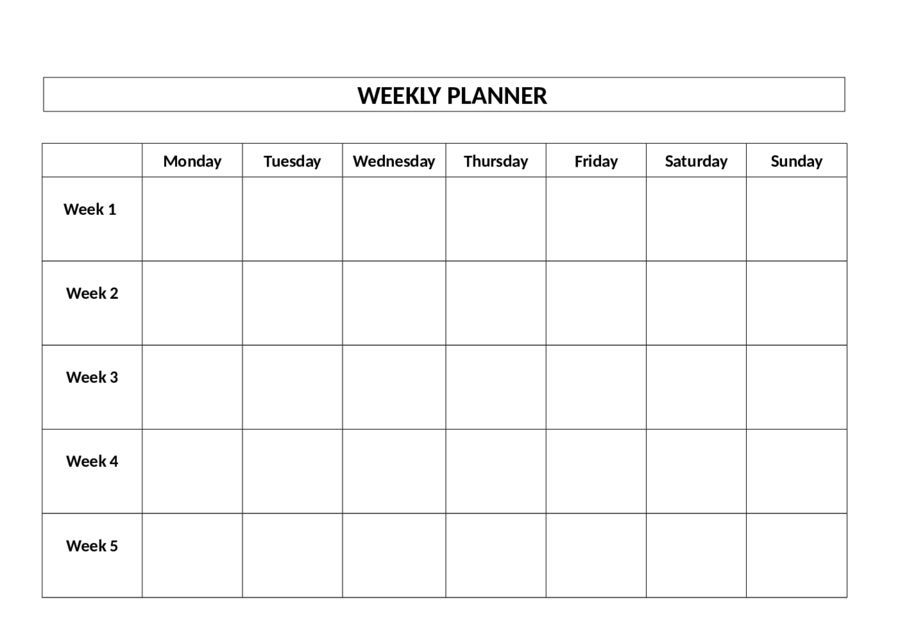 WEEKLY PLANNER
Monday Tuesday Wednesday Thursday Friday Saturday Sunday
Week 1
Week 2
Week 3
Week 4
Week 5